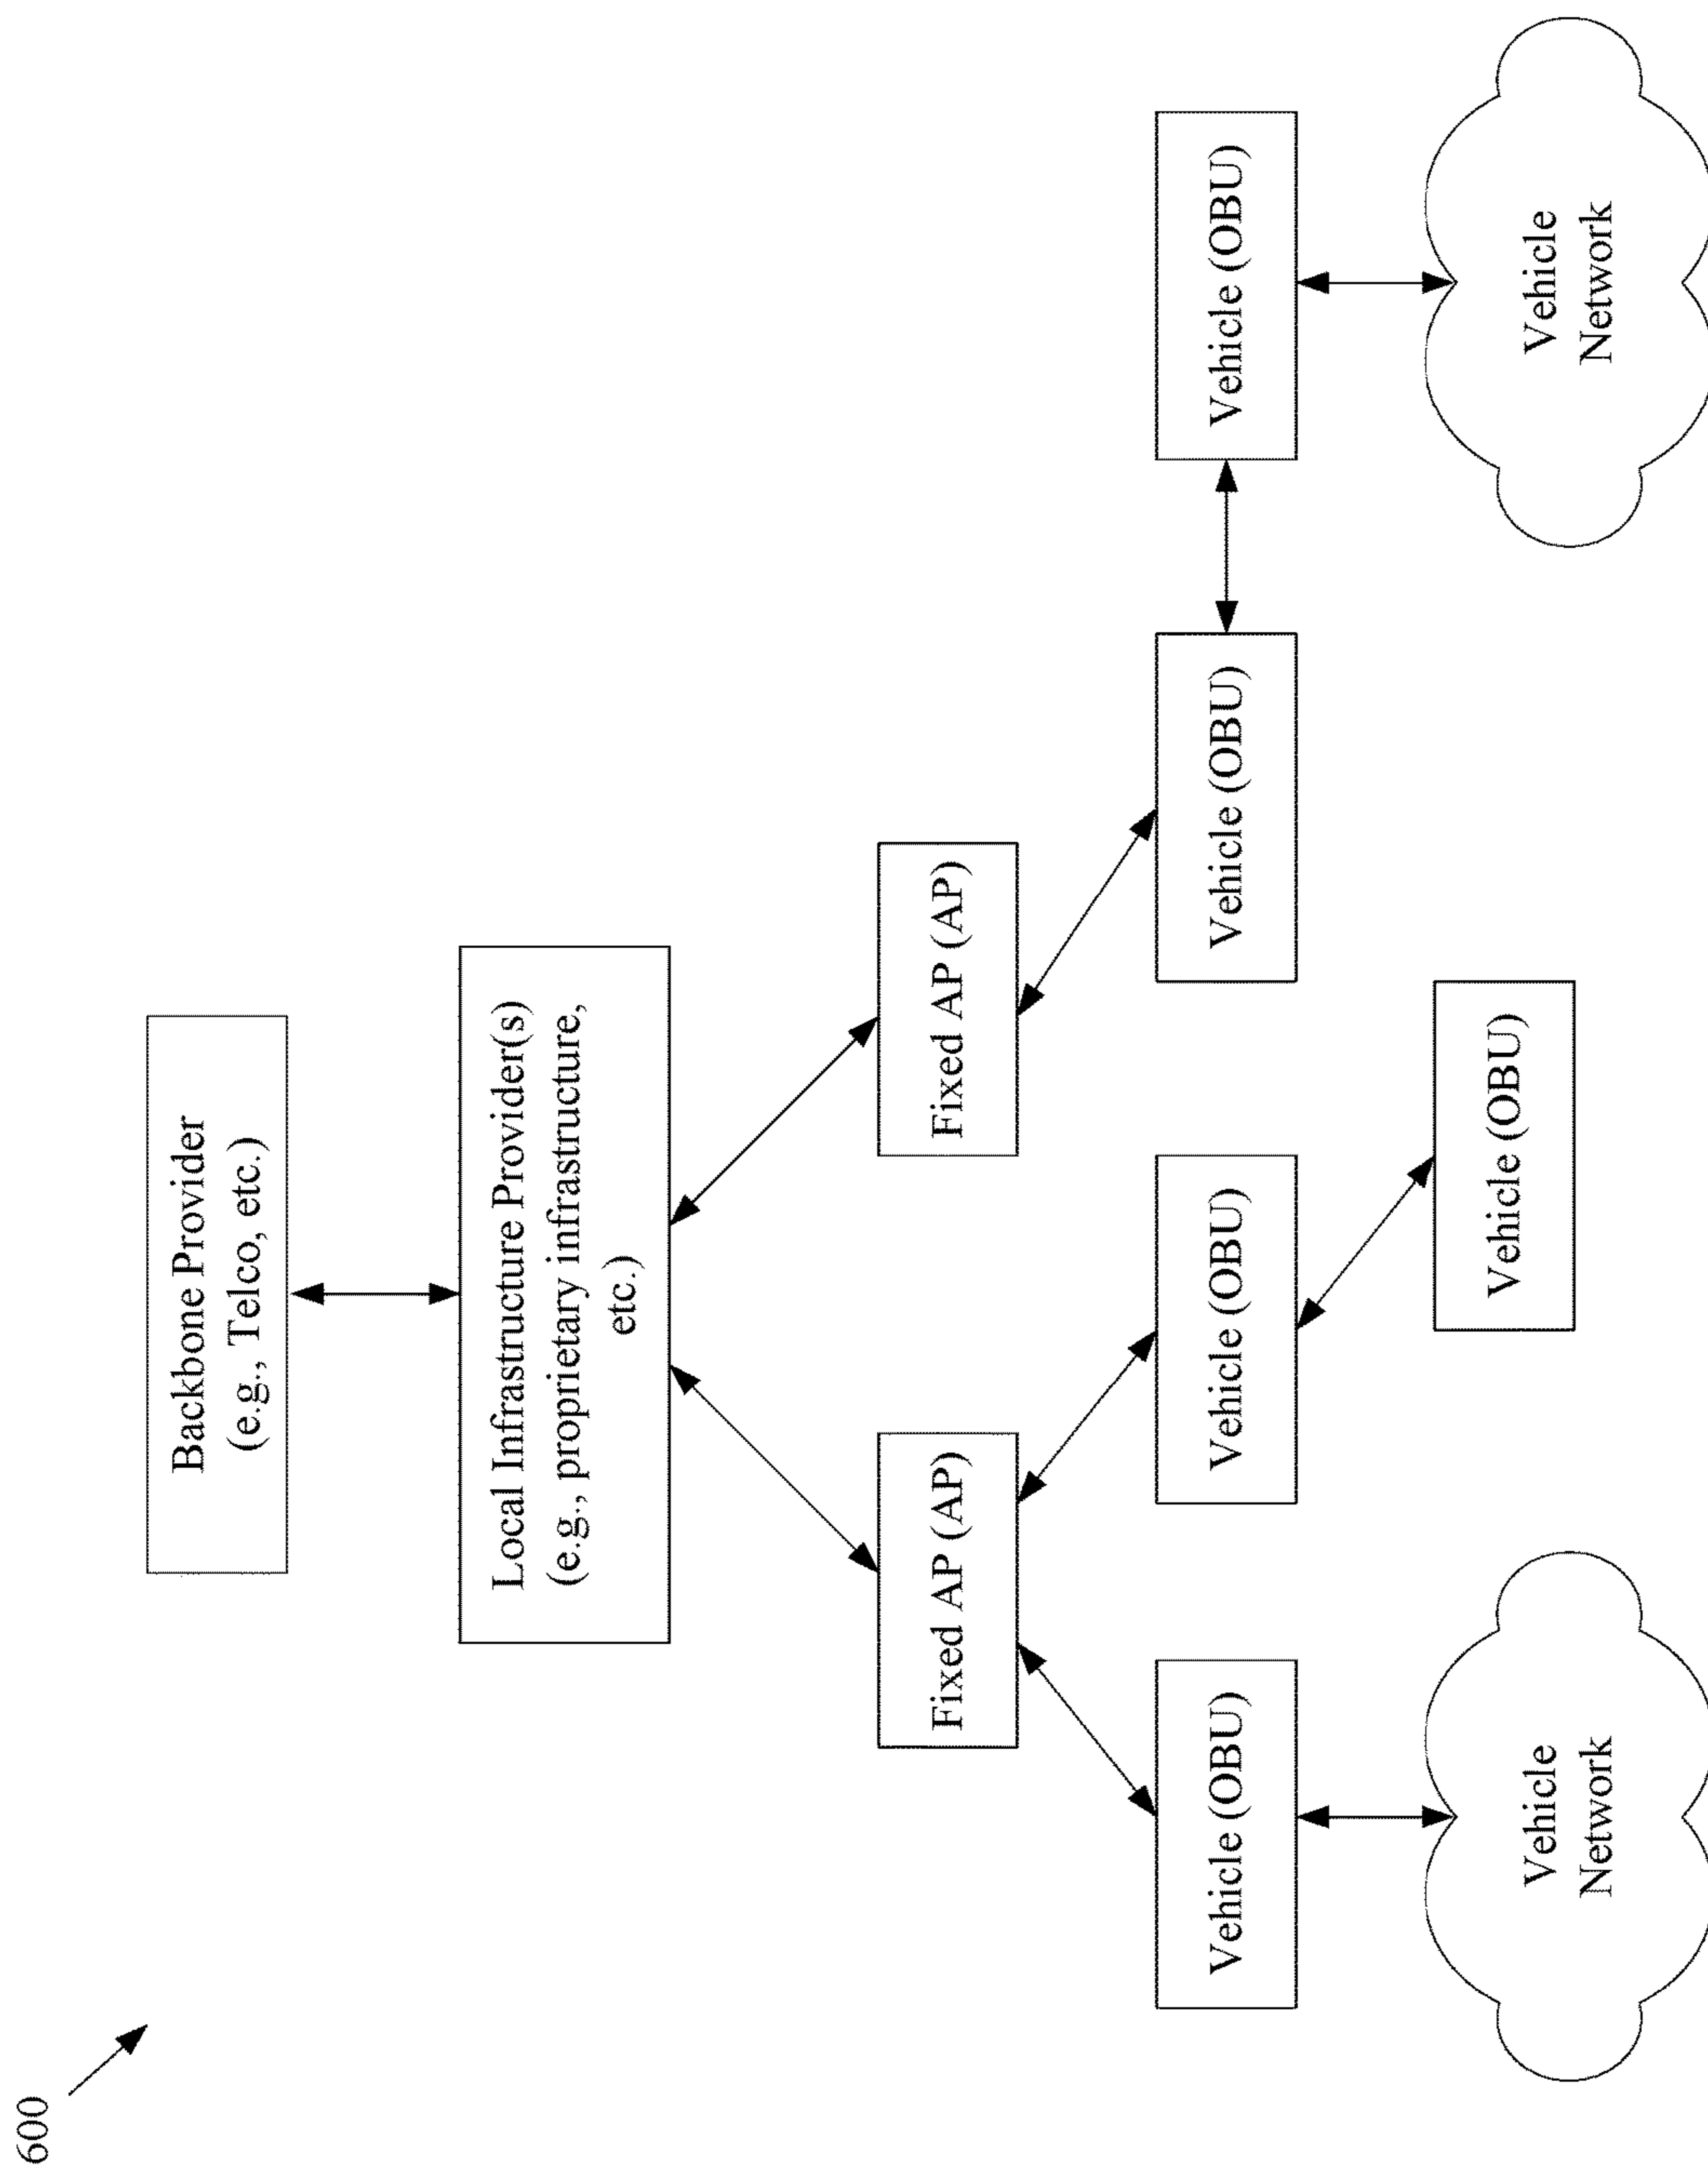 600
Backbone Provider
(e.g., Telco, etc.)
Local Infrastructure Provider(s)
(e.g., proprietary infrastructure,
etc.)
Fixed AP (AP)
Fixed AP (AP)
Vehicle (OBU)
Vehicle (OBU)
Vehicle (OBU)
Vehicle (OBU)
Vehicle (OBU)
Vehicle
Network
Vehicle
Network